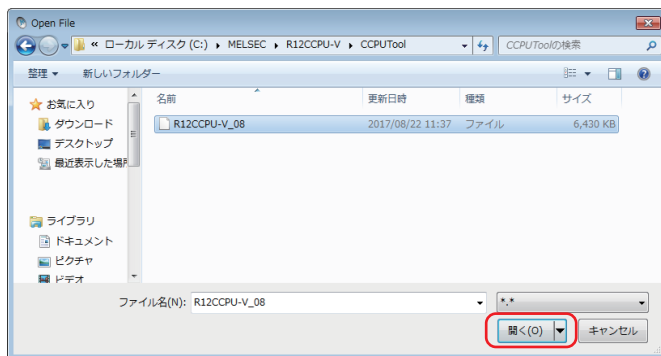 Open File
« ローカル ディスク (C:) ▸ MELSEC ▸ R12CCPU-V ▸ CCPUTool
CCPUToolの検索
整理 ▼ 新しいフォルダー
お気に入り
ダウンロード
デスクトップ
最近表示した場所
ライブラリ
ドキュメント
ピクチャ
ビデオ
名前 更新日時 種類 サイズ
R12CCPU-V_08 2017/08/22 11:37 ファイル 6,430 KB
ファイル名(N): R12CCPU-V_08
*.*
開く(O) キャンセル